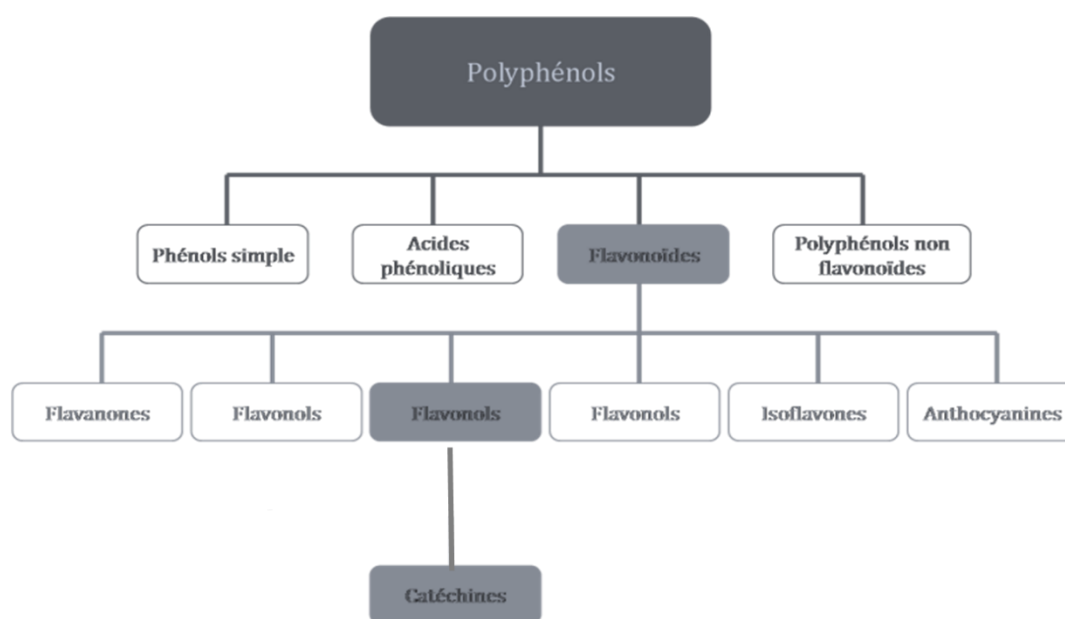 Polyphénols
Phénols simple
Acides
phénoliques
Flavonoïdes
Polyphénols non
flavonoïdes
Flavanones
Flavonols
Flavonols
Flavonols
Isoflavones
Anthocyanines
Catéchines